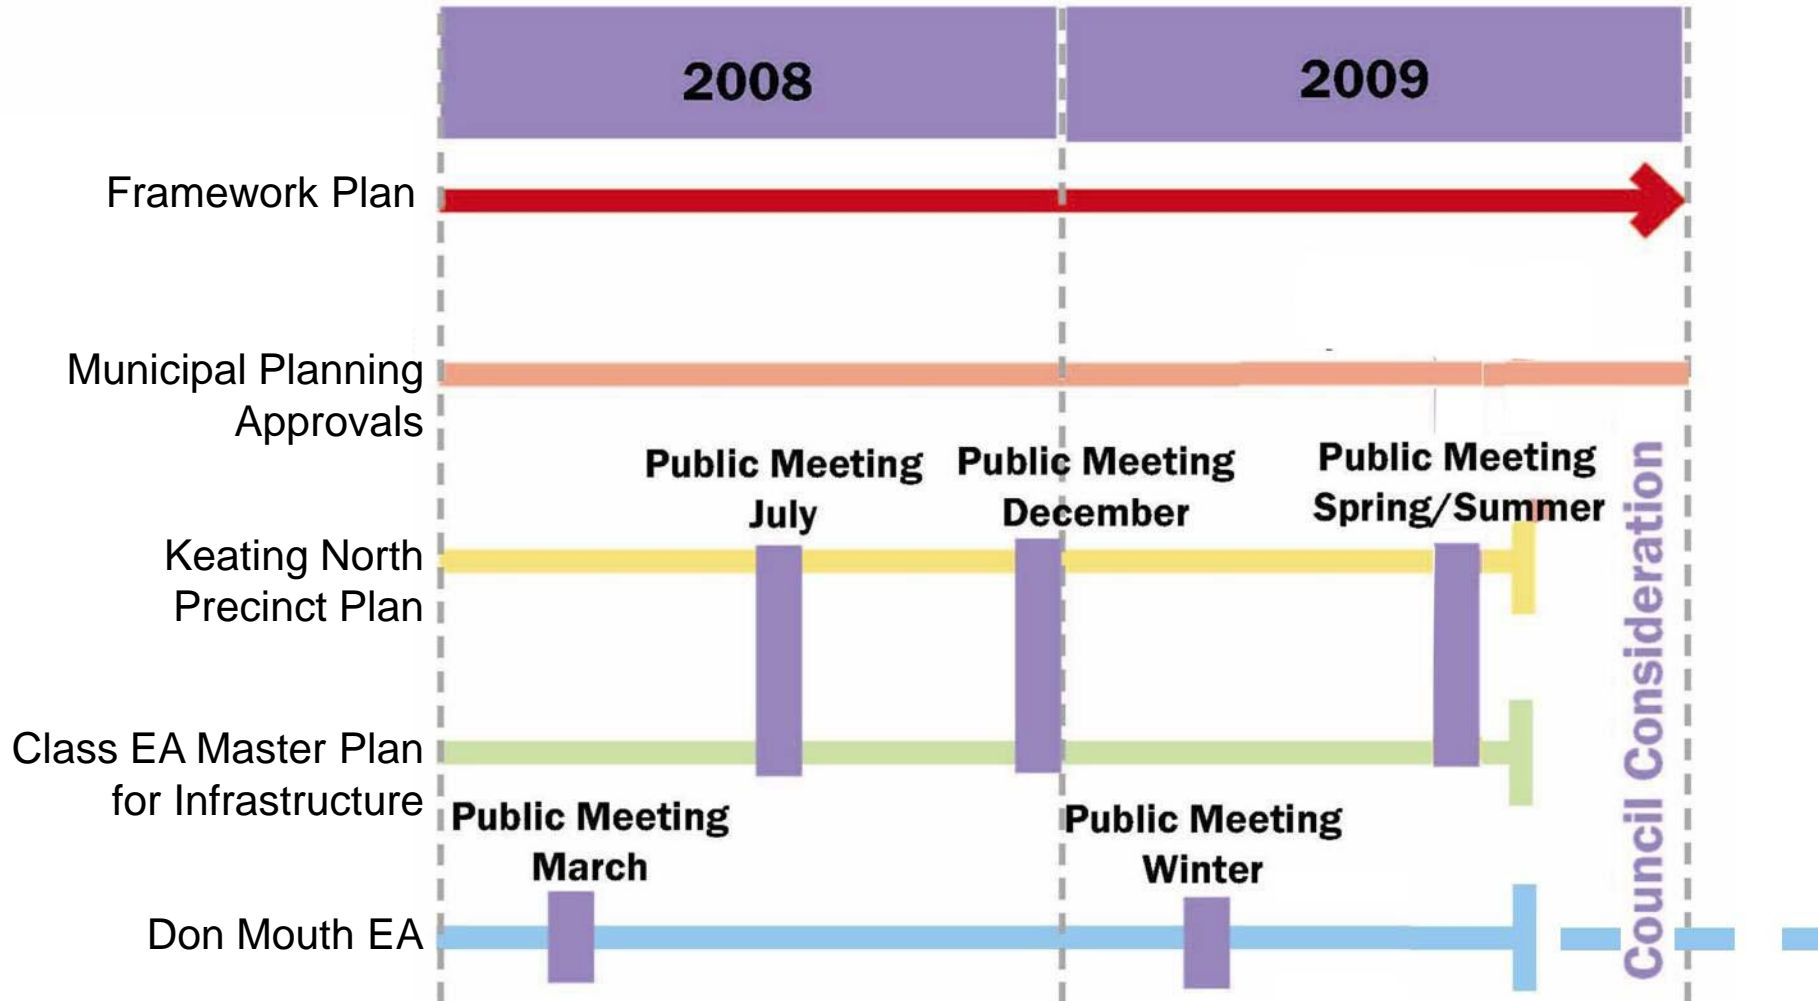 2008
2009
Framework Plan
Municipal Planning
Approvals
Public Meeting
July
Public Meeting
December
Public Meeting
Spring/Summer
Keating North
Precinct Plan
Class EA Master Plan
for Infrastructure
Public Meeting
March
Public Meeting
Winter
Don Mouth EA
Council Consideration